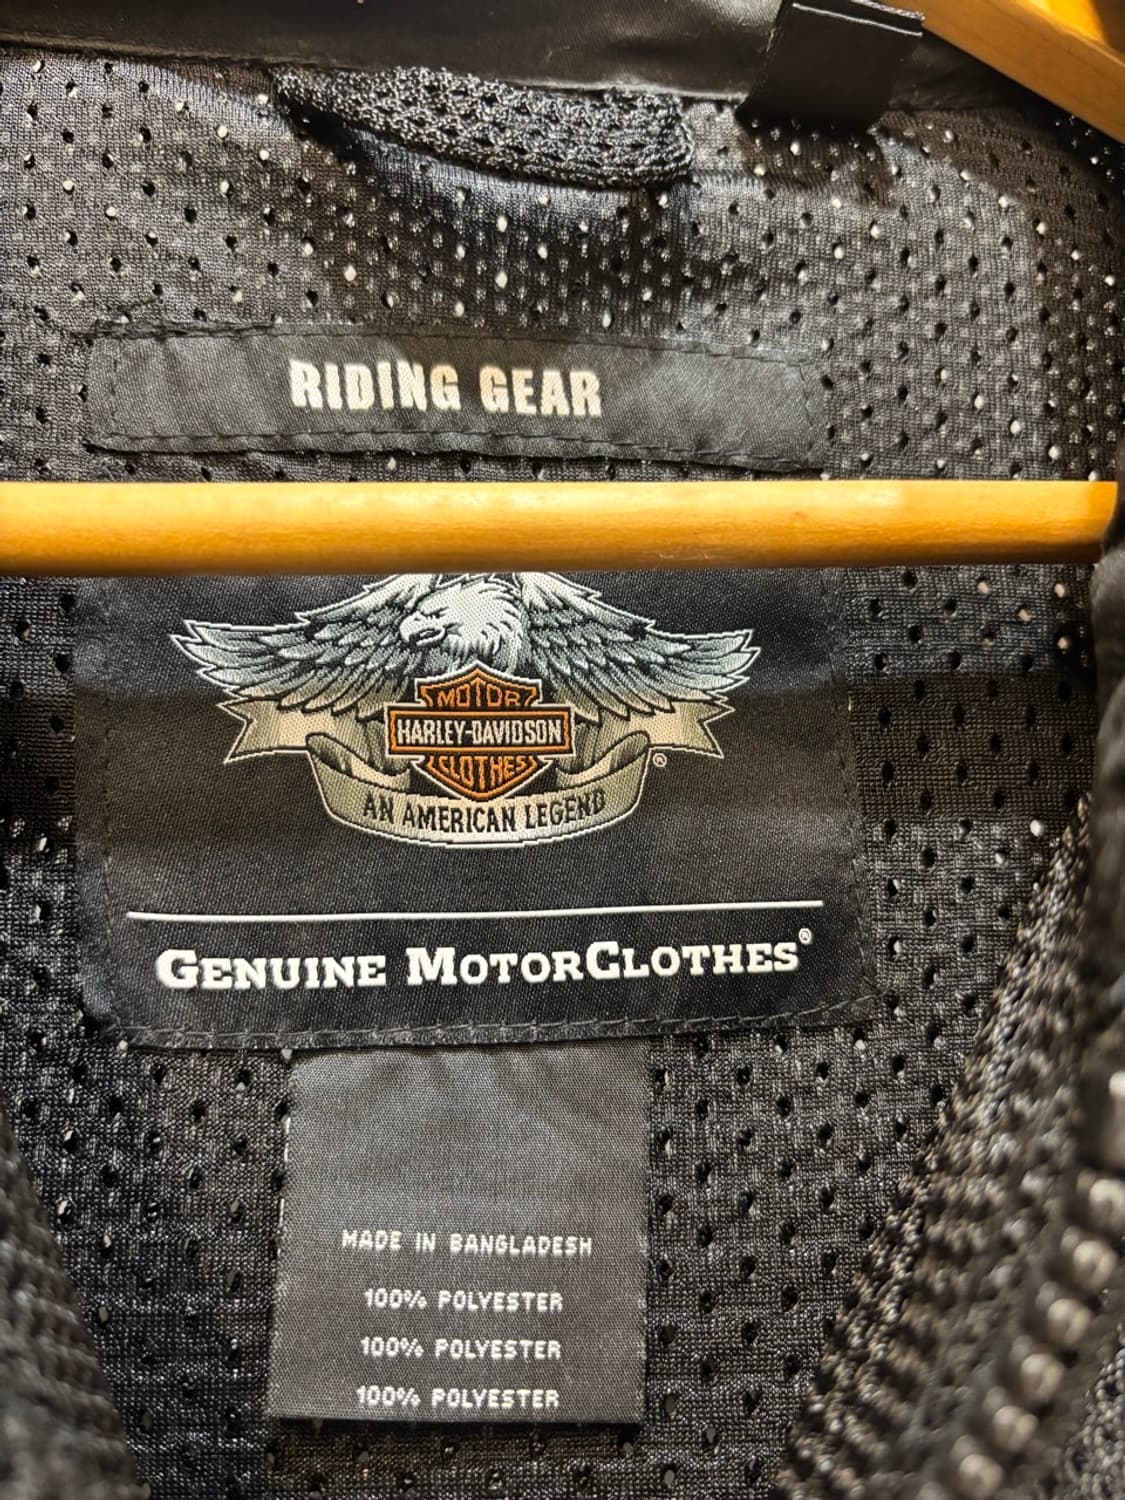 RIDING GEAR
MOTOR
HARLEY-DAVIDSON
CLOTHES
®
AN AMERICAN LEGEND
GENUINE MOTORCLOTHES®
MADE IN BANGLADESH
100% POLYESTER
100% POLYESTER
100% POLYESTER